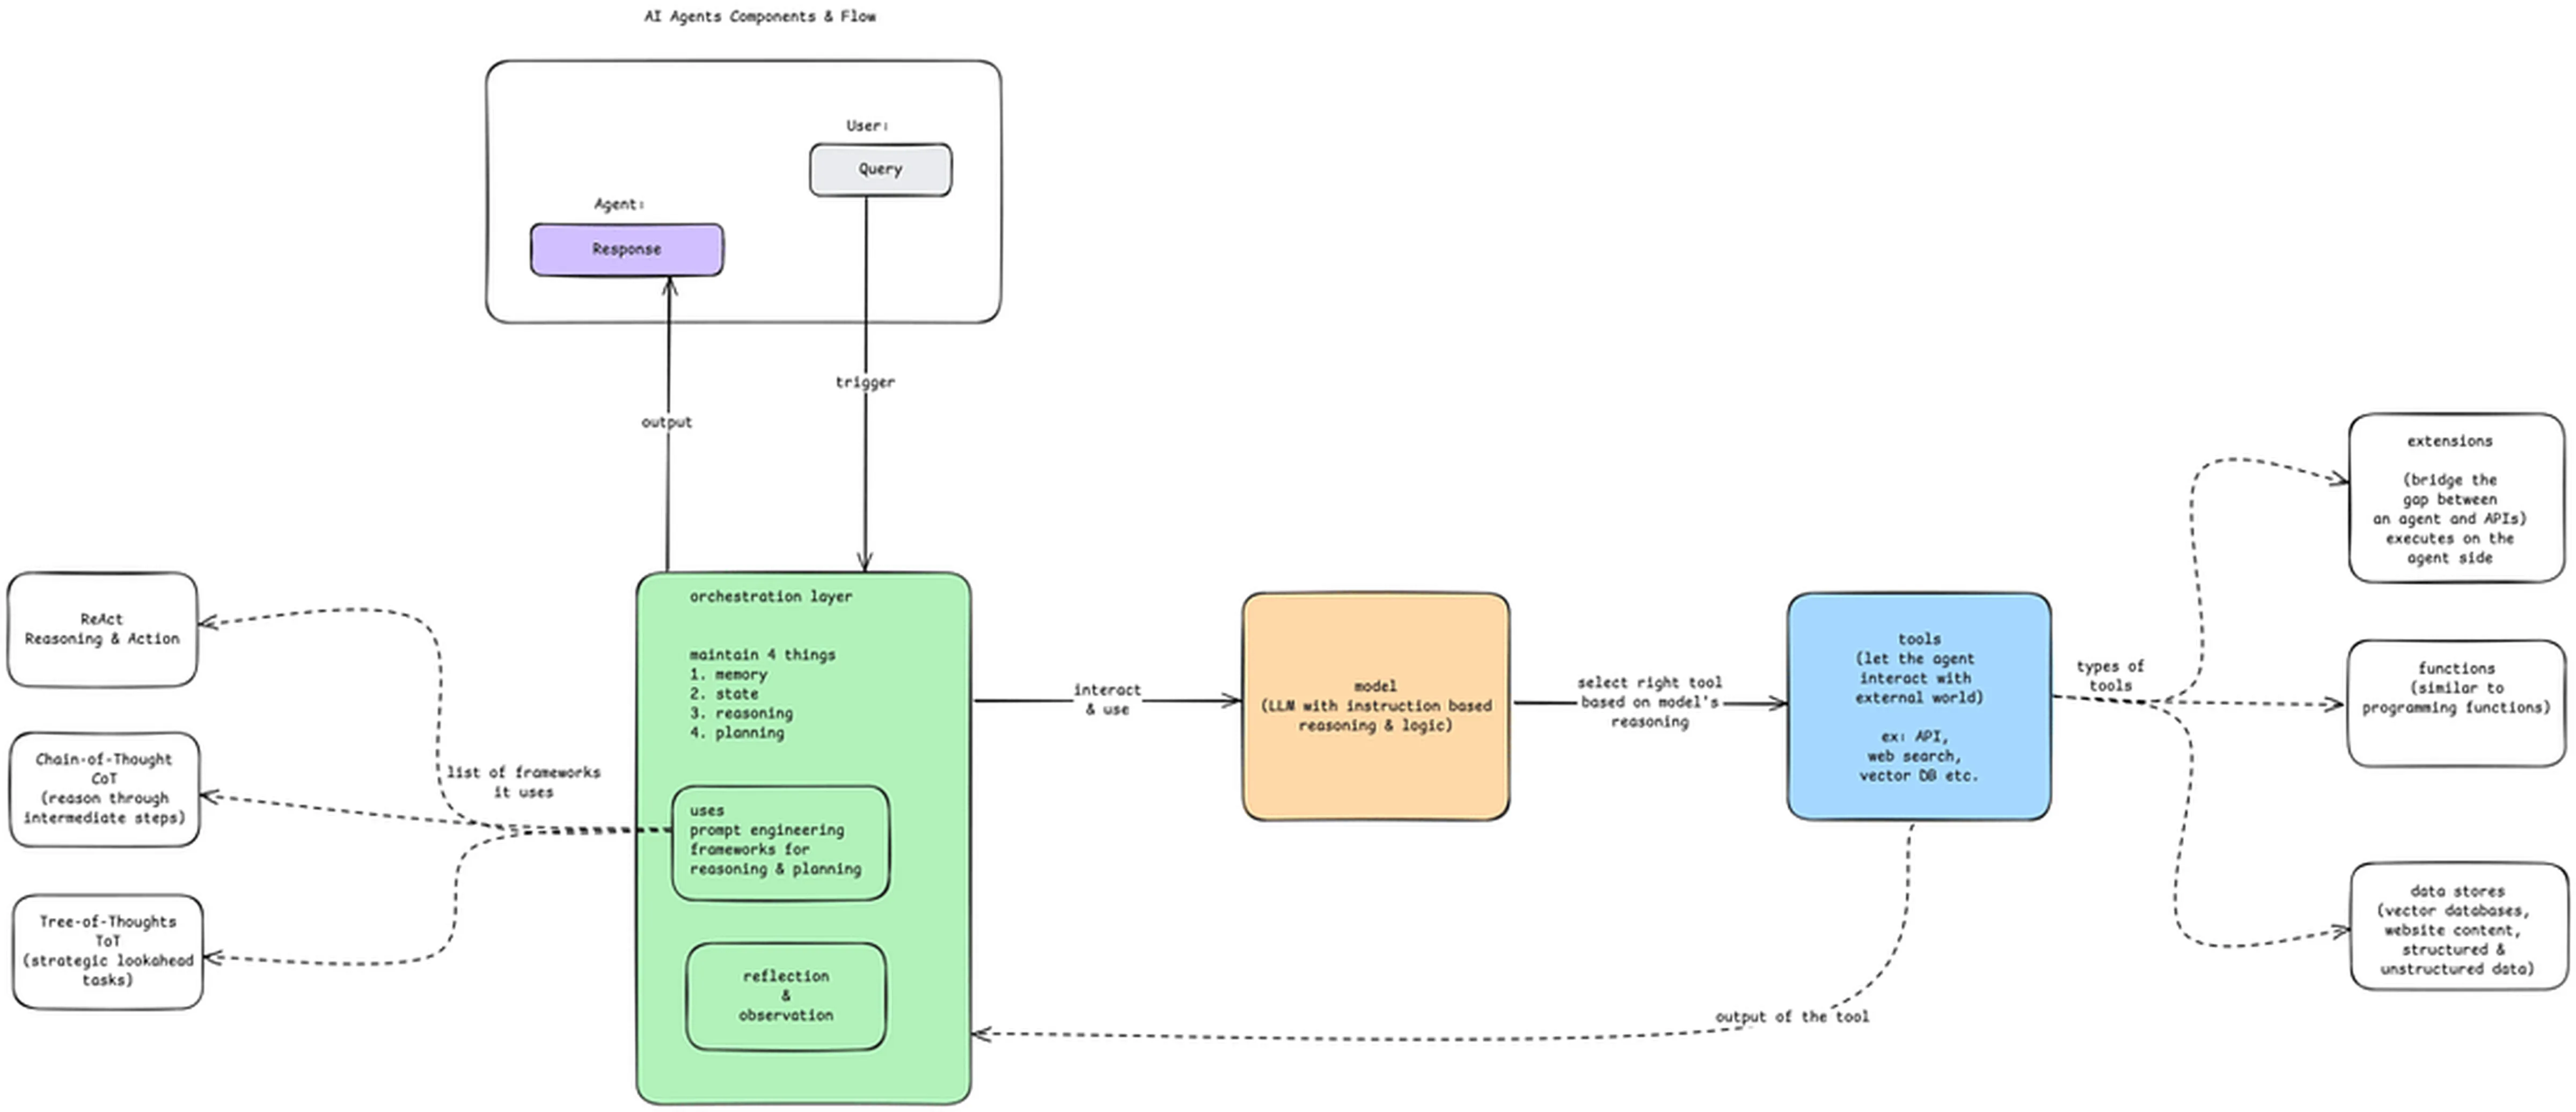 AI Agents Components & Flow
User:
Query
Agent:
Response
trigger
output
orchestration layer
maintain 4 things
1. memory
2. state
3. reasoning
4. planning
uses
prompt engineering
frameworks for
reasoning & planning
reflection
&
observation
ReAct
Reasoning & Action
Chain-of-Thought
CoT
(reason through
intermediate steps)
Tree-of-Thoughts
ToT
(strategic lookahead
tasks)
list of frameworks
it uses
interact
& use
model
(LLM with instruction based
reasoning & logic)
select right tool
based on model's
reasoning
tools
(let the agent
interact with
external world)
ex: API,
web search,
vector DB etc.
types of
tools
extensions
(bridge the
gap between
an agent and APIs)
executes on the
agent side
functions
(similar to
programming functions)
data stores
(vector databases,
website content,
structured &
unstructured data)
output of the tool